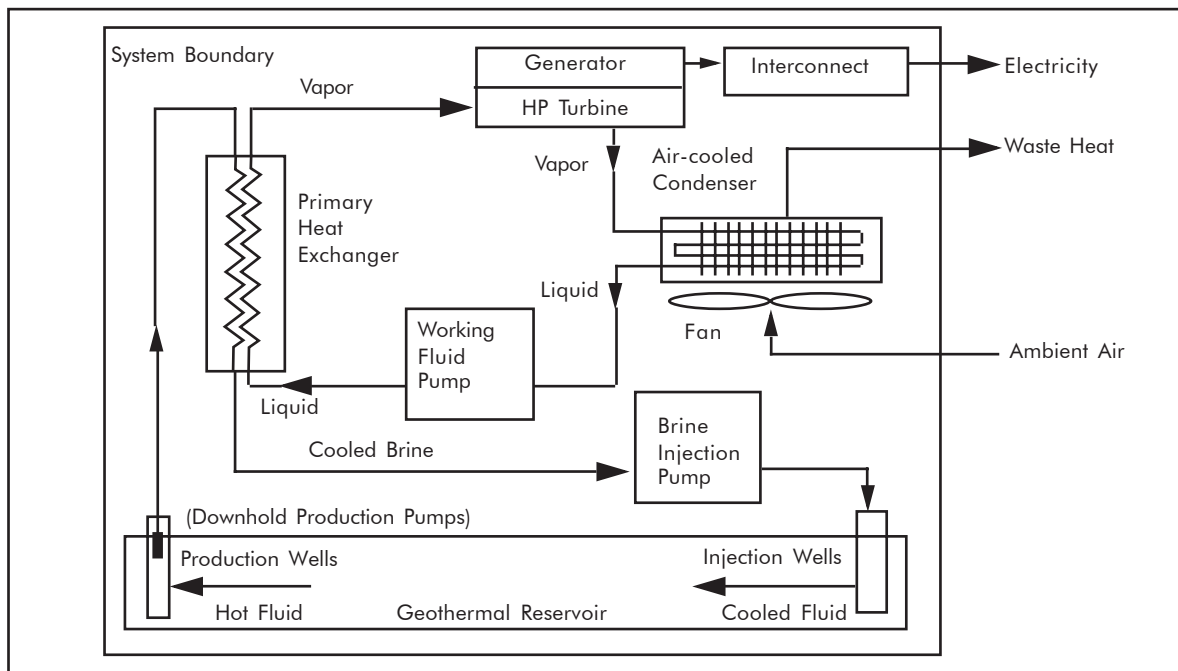 System Boundary
Generator
HP Turbine
Interconnect
Electricity
Vapor
Waste Heat
Vapor
Air-cooled
Condenser
Primary
Heat
Exchanger
Liquid
Fan
Working
Fluid
Pump
Ambient Air
Liquid
Cooled Brine
Brine
Injection
Pump
(Downhold Production Pumps)
Production Wells
Injection Wells
Hot Fluid
Geothermal Reservoir
Cooled Fluid